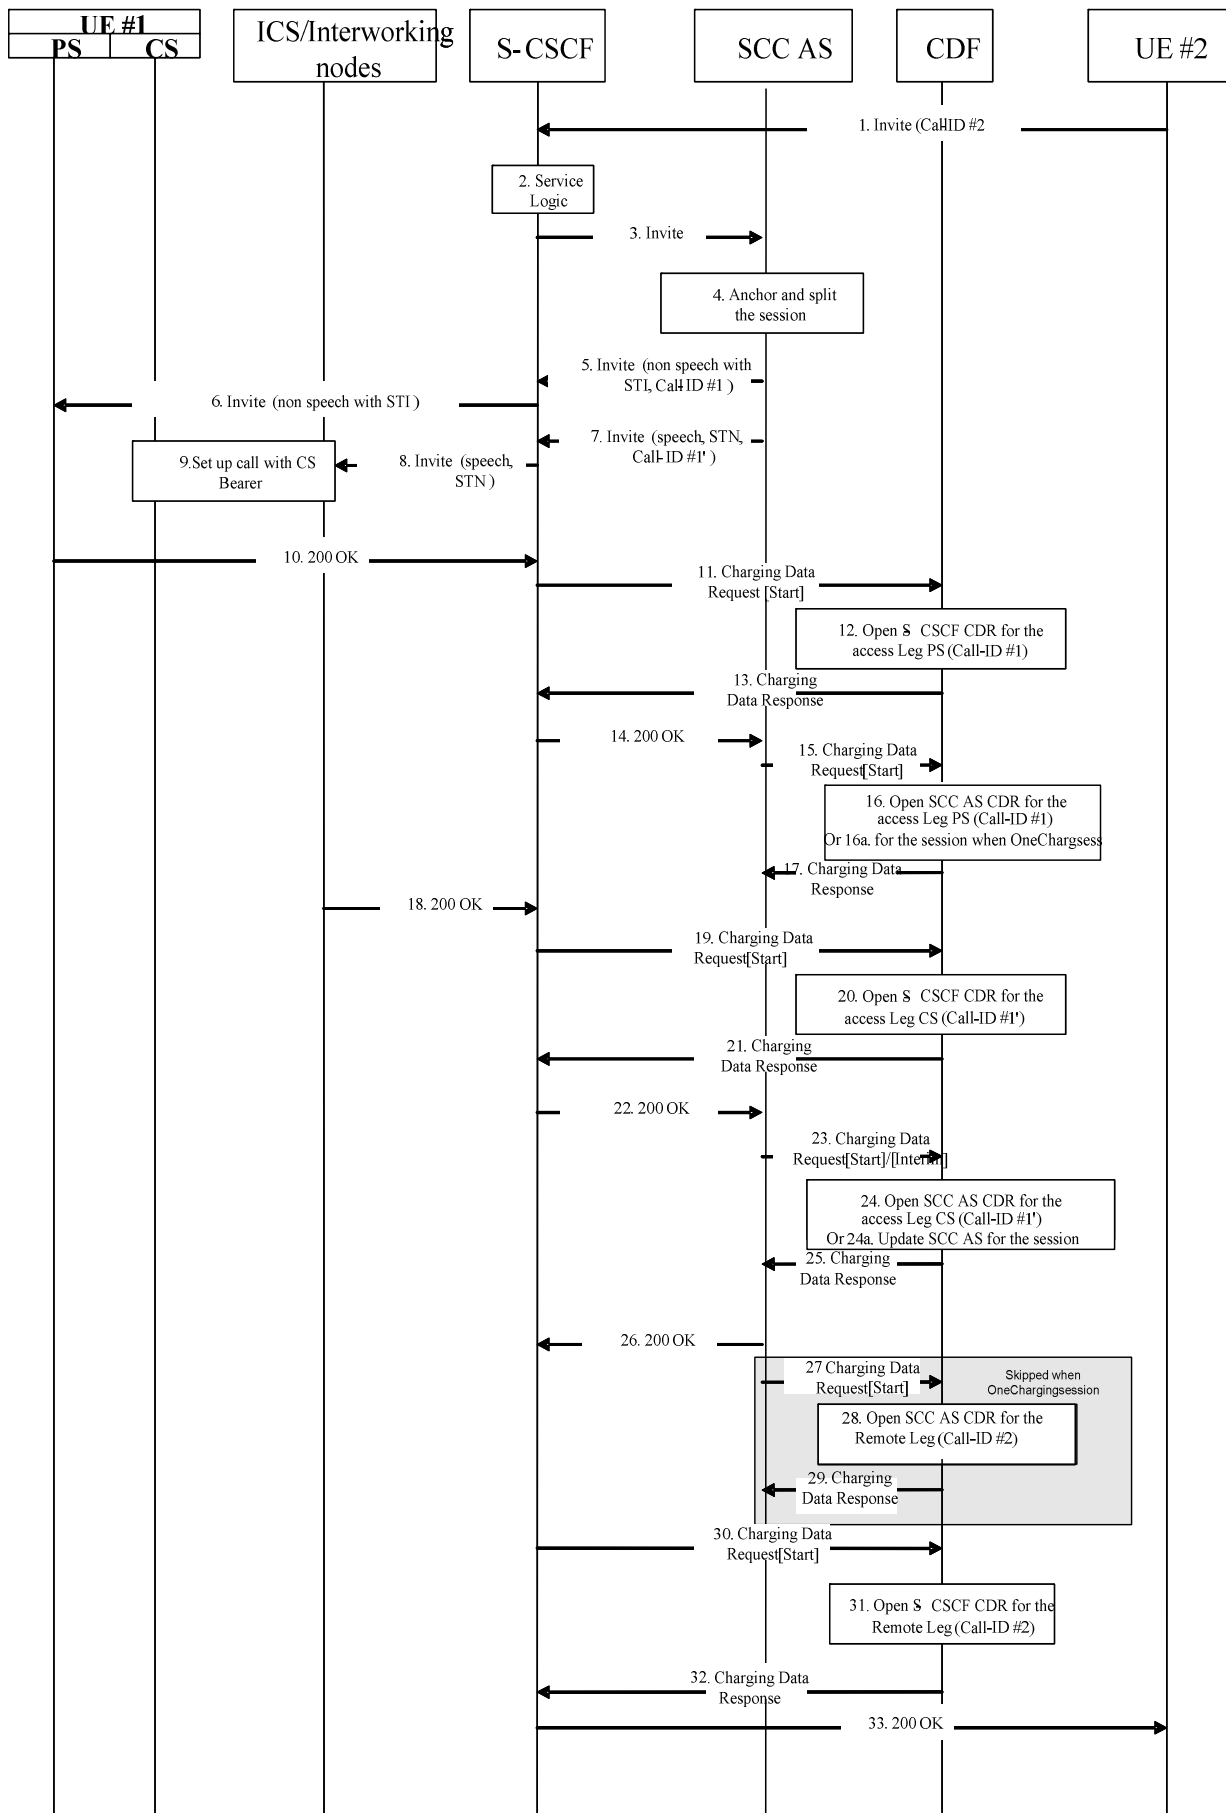 UE #1
PS
CS
ICS/Interworking
nodes
S-CSCF
SCC AS
CDF
UE #2
1. Invite (Call-ID #2
2. Service
Logic
3. Invite
4. Anchor and split
the session
5. Invite (non speech with
STI, Call-ID #1 )
6. Invite (non speech with STI )
7. Invite (speech, STN,
Call-ID #1' )
8. Invite (speech,
STN )
9.Set up call with CS
Bearer
10. 200 OK
11. Charging Data
Request [Start]
12. Open S CSCF CDR for the
access Leg PS (Call-ID #1)
13. Charging
Data Response
14. 200 OK
15. Charging Data
Request[Start]
16. Open SCC AS CDR for the
access Leg PS (Call-ID #1)
Or 16a. for the session when OneChargsess
17. Charging Data
Response
18. 200 OK
19. Charging Data
Request[Start]
20. Open S CSCF CDR for the
access Leg CS (Call-ID #1')
21. Charging
Data Response
22. 200 OK
23. Charging Data
Request[Start]/[Interim]
24. Open SCC AS CDR for the
access Leg CS (Call-ID #1')
Or 24a. Update SCC AS for the session
25. Charging
Data Response
26. 200 OK
27 Charging Data
Request[Start]
Skipped when
OneChargingsession
28. Open SCC AS CDR for the
Remote Leg (Call-ID #2)
29. Charging
Data Response
30. Charging Data
Request[Start]
31. Open S CSCF CDR for the
Remote Leg (Call-ID #2)
32. Charging Data
Response
33. 200 OK